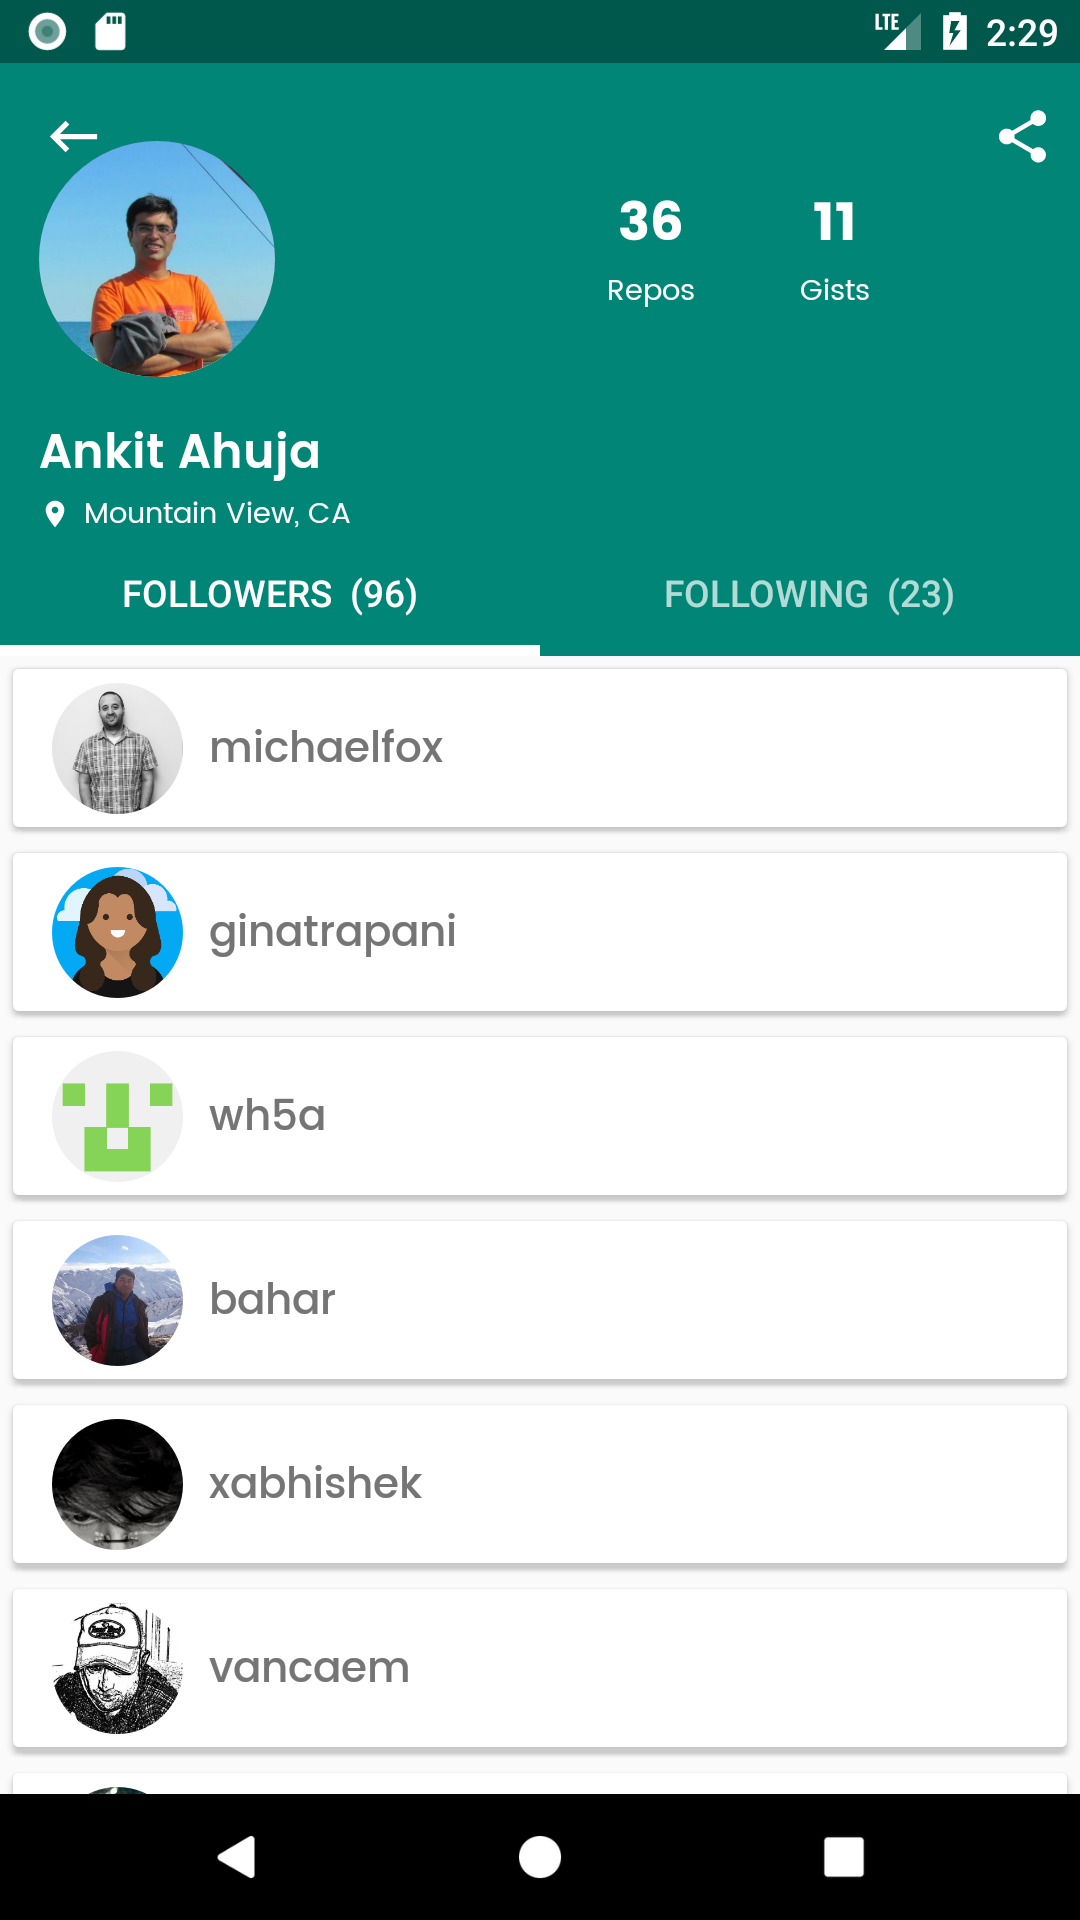 LTE 2:29
36 11
Repos Gists
Ankit Ahuja
Mountain View, CA
FOLLOWERS (96) FOLLOWING (23)
michaelfox
ginatrapani
wh5a
bahar
xabhishek
vancaem